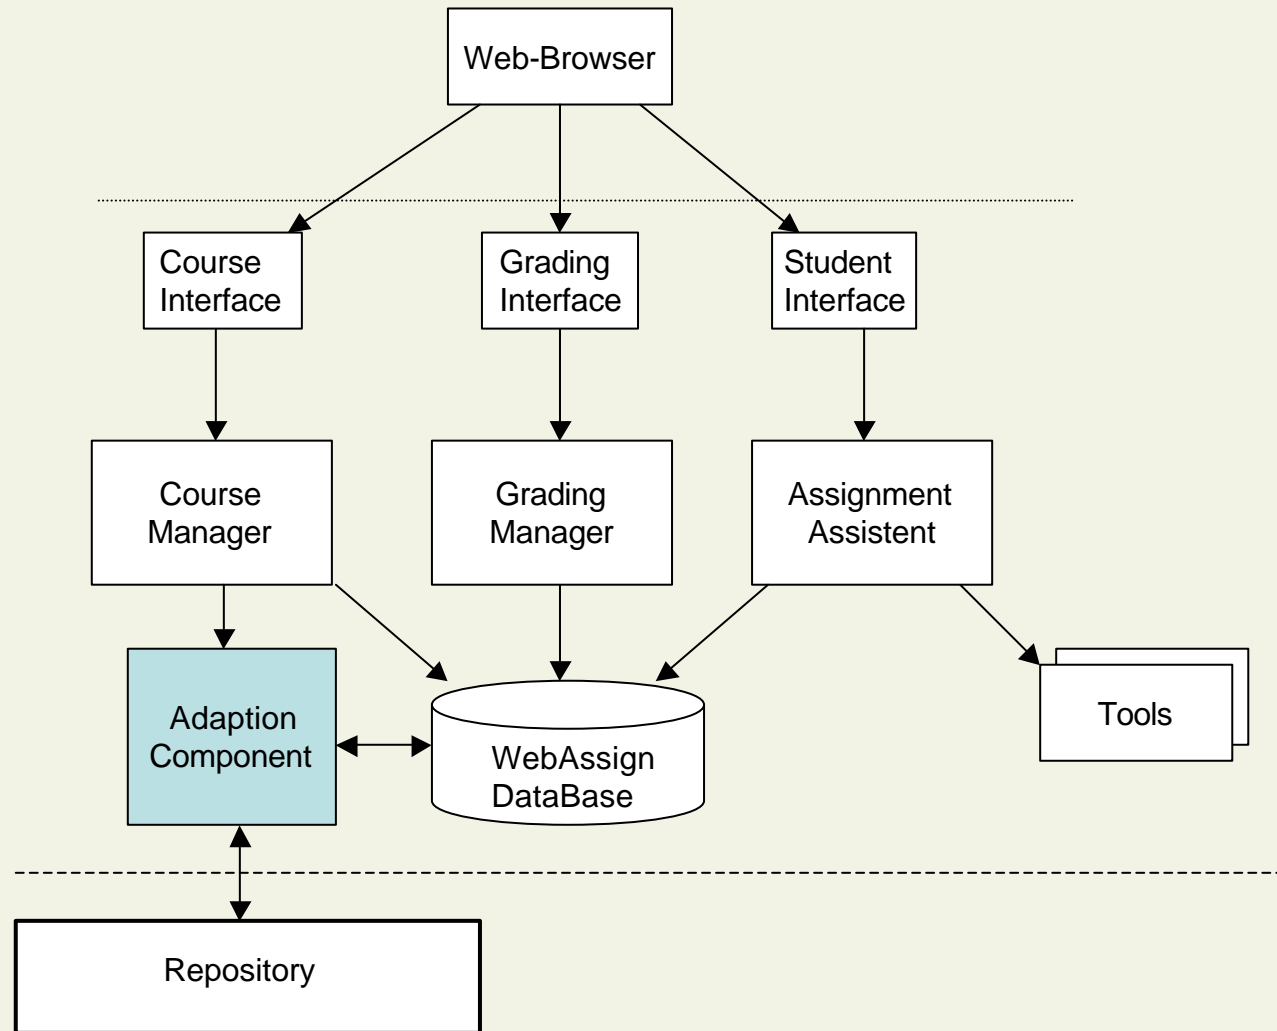 Web-Browser
Course
Interface
Grading
Interface
Student
Interface
Course
Manager
Grading
Manager
Assignment
Assistent
Adaption
Component
WebAssign
DataBase
Tools
Repository